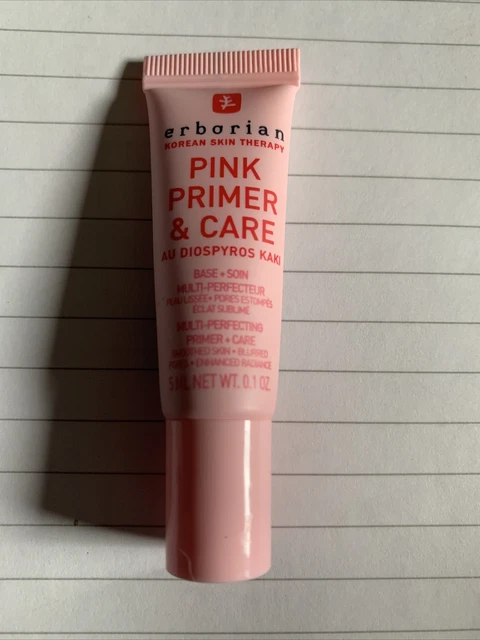 erborian
KOREAN SKIN THERAPY
PINK
PRIMER
& CARE
AU DIOSPYROS KAKI
BASE + SOIN
MULTI-PERFECTEUR
PEAU LISSÉE • PORES ESTOMPÉS
ÉCLAT SUBLIMÉ
MULTI-PERFECTING
PRIMER + CARE
SMOOTHED SKIN • BLURRED
PORES • ENHANCED RADIANCE
5 ML NET WT. 0.1 OZ